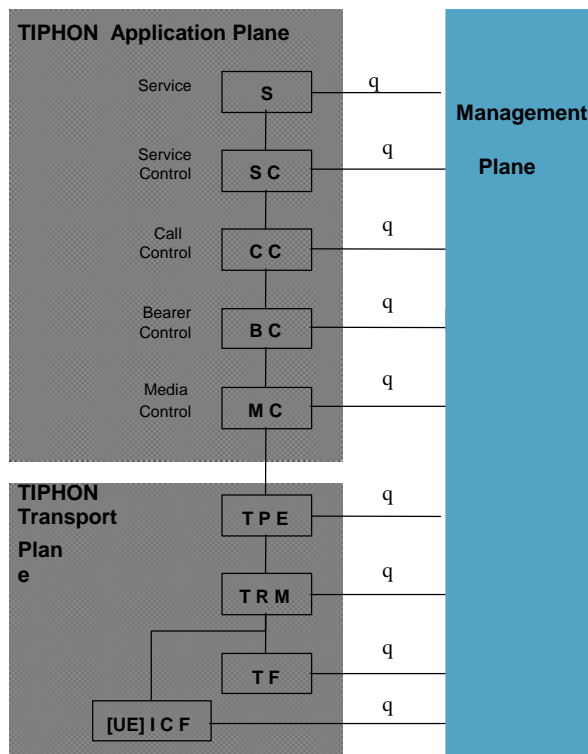 TIPHON Application Plane
Service
S
q
Management
Plane
Service
Control
S C
q
Call
Control
C C
q
Bearer
Control
B C
q
Media
Control
M C
q
TIPHON
Transport
Plan
e
T P E
q
T R M
q
T F
q
[UE] I C F
q